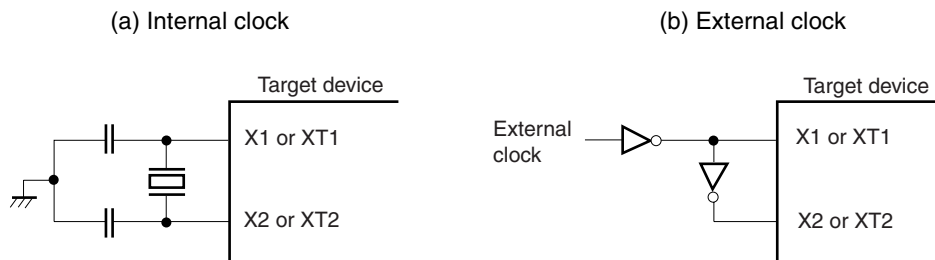 (a) Internal clock
Target device
X1 or XT1
X2 or XT2
(b) External clock
Target device
External
clock
X1 or XT1
X2 or XT2